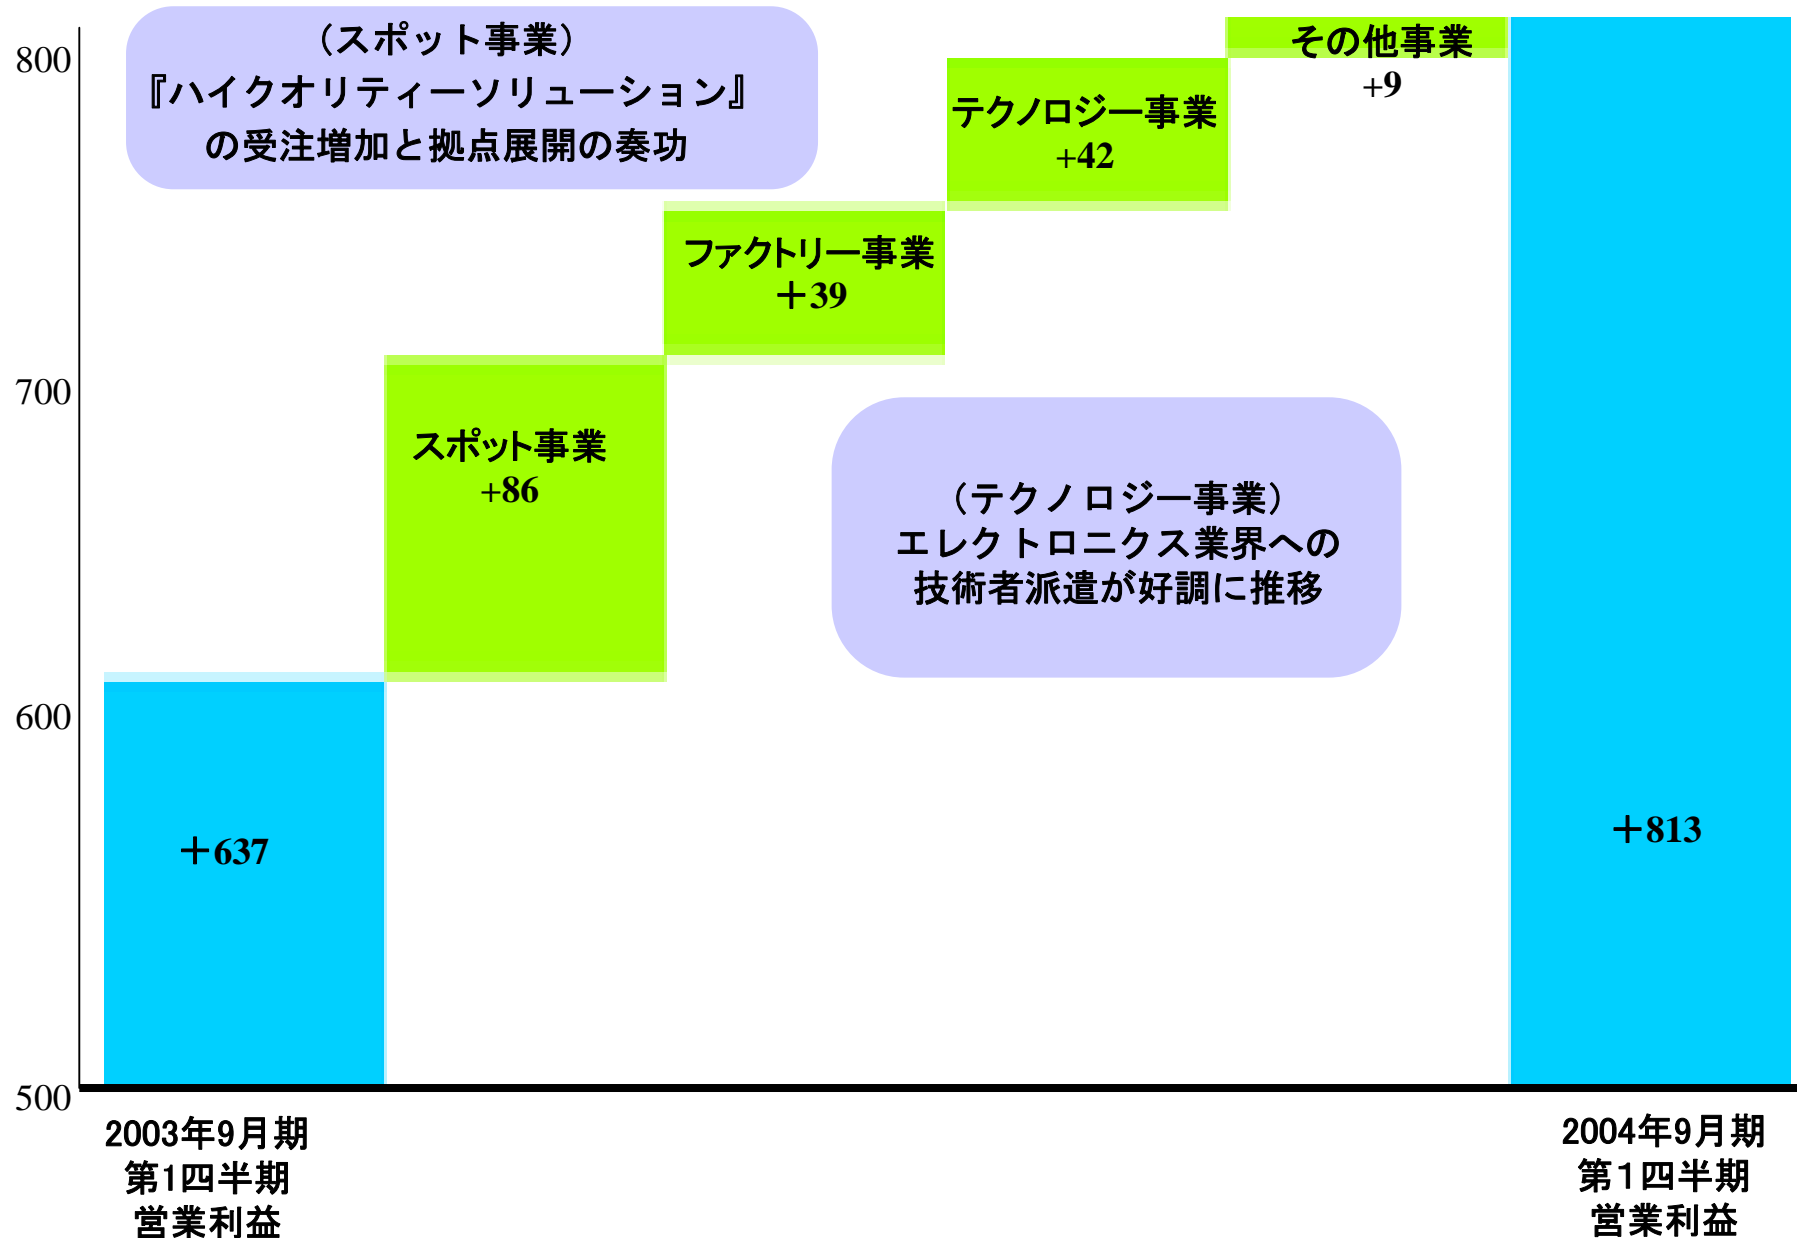 800
700
600
500
（スポット事業）
『ハイクオリティーソリューション』
の受注増加と拠点展開の奏功
その他事業
+9
テクノロジー事業
+42
ファクトリー事業
＋39
スポット事業
+86
（テクノロジー事業）
エレクトロニクス業界への
技術者派遣が好調に推移
＋637
＋813
2003年9月期
第1四半期
営業利益
2004年9月期
第１四半期
営業利益